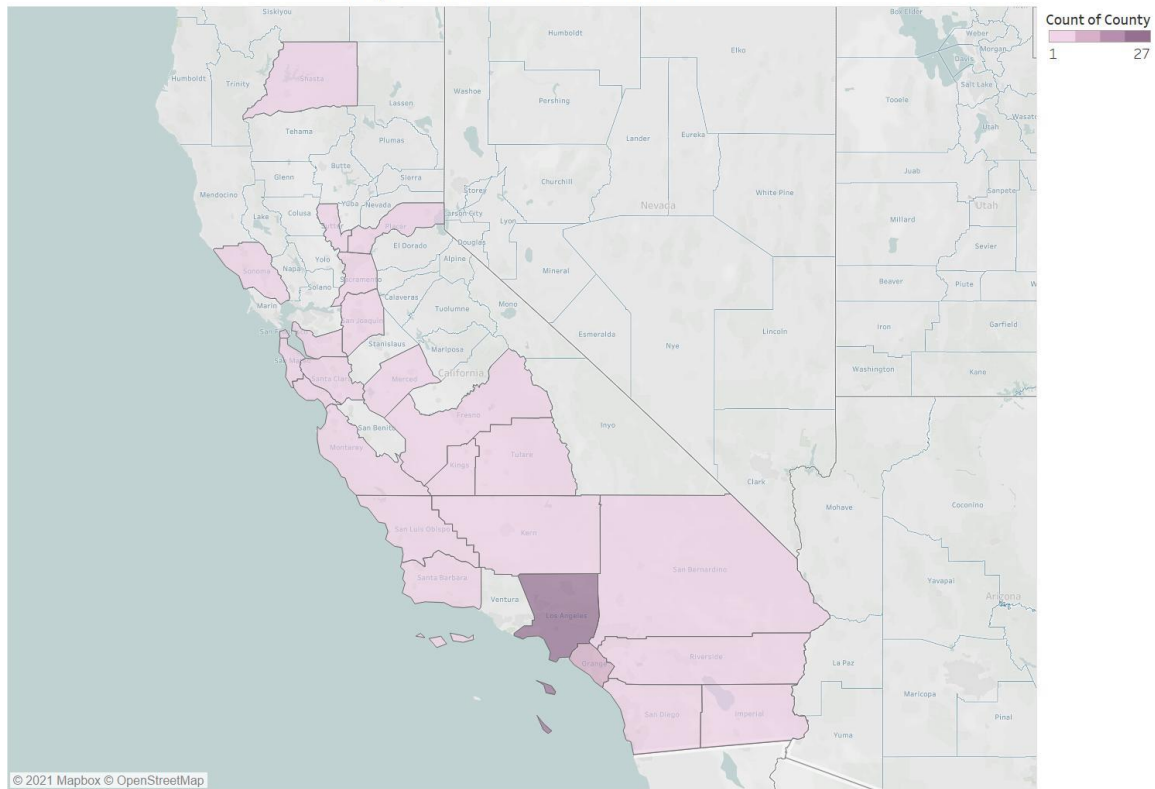 Count of County
1 27
Siskiyou
Humboldt
Trinity
Shasta
Lassen
Tehama
Plumas
Butte
Glenn
Sierra
Mendocino
Lake
Colusa
Yuba
Nevada
Placer
Sutter
Yolo
El Dorado
Sonoma
Napa
Sacramento
Alpine
Solano
Marin
Calaveras
San Joaquin
Tuolumne
Mono
Stanislaus
Mariposa
Santa Clara
Merced
California
San Benito
Fresno
Monterey
Kings
Tulare
Inyo
San Luis Obispo
Kern
San Bernardino
Santa Barbara
Ventura
Los Angeles
Orange
Riverside
San Diego
Imperial
Humboldt
Elko
Washoe
Pershing
Lander
Eureka
Churchill
Storey
White Pine
Carson City
Lyon
Nevada
Douglas
Mineral
Esmeralda
Nye
Lincoln
Clark
Box Elder
Weber
Morgan
Davis
Salt Lake
Tooele
Utah
Juab
Sanpete
Utah
Millard
Sevier
Beaver
Piute
Iron
Garfield
Washington
Kane
Mohave
Coconino
Yavapai
Arizona
La Paz
Maricopa
Yuma
Pinal
© 2021 Mapbox © OpenStreetMap